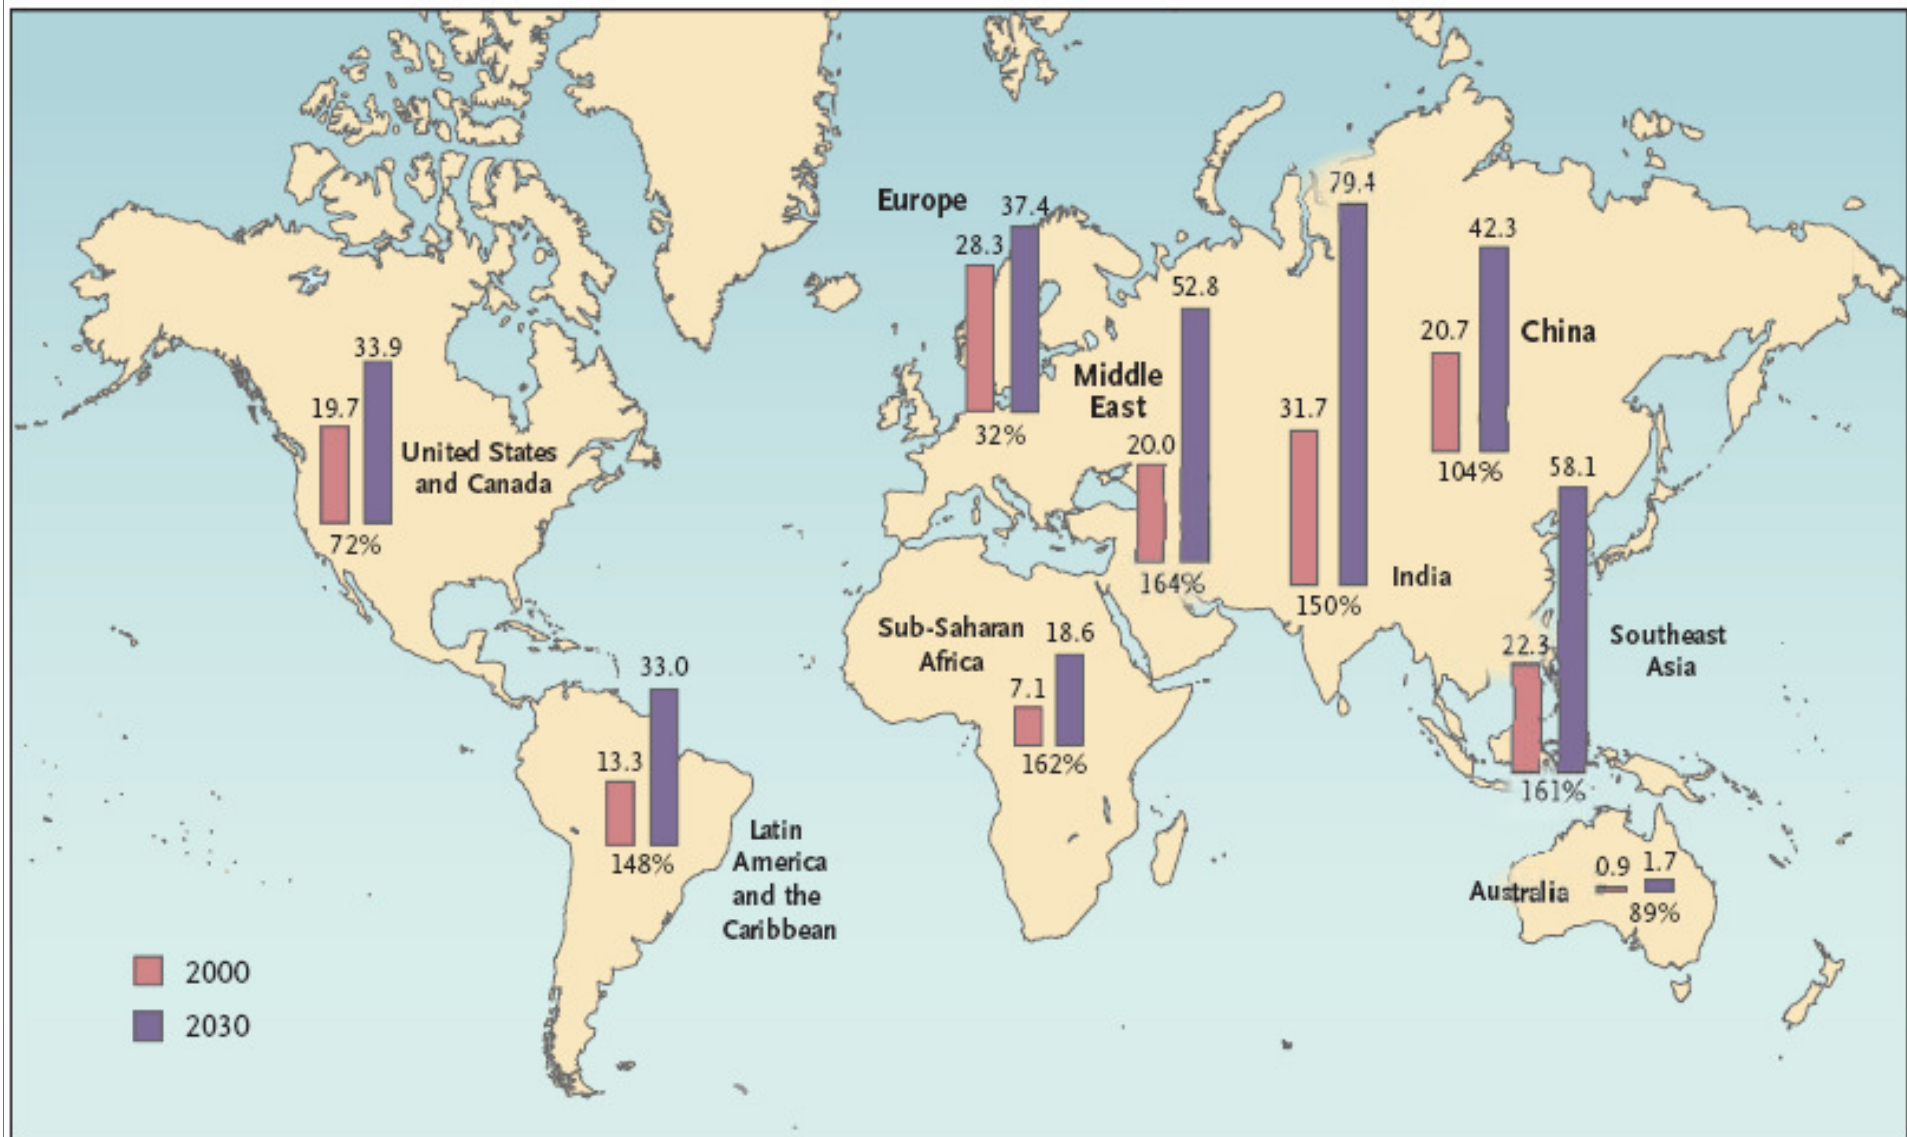 Europe
28.3
37.4
32%
United States
and Canada
19.7
33.9
72%
Middle
East
20.0
52.8
164%
31.7
79.4
150%
India
20.7
42.3
China
104%
22.3
58.1
161%
Southeast
Asia
Sub-Saharan
Africa
7.1
18.6
162%
13.3
33.0
148%
Latin
America
and the
Caribbean
Australia
0.9
1.7
89%
2000
2030